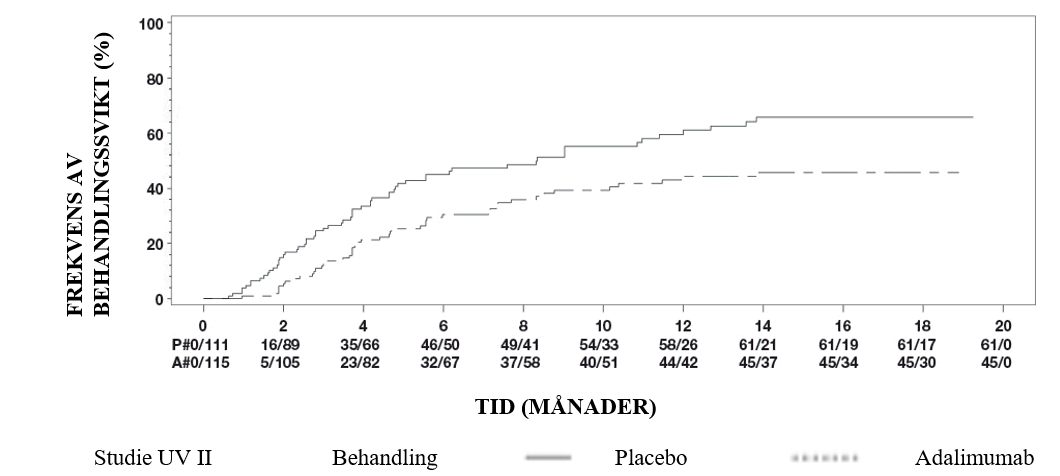 FREKVENS AV
BEHANDLINGSSVIKT (%)
100
80
60
40
20
0
0 2 4 6 8 10 12 14 16 18 20
P#0/111 16/89 35/66 46/50 49/41 54/33 58/26 61/21 61/19 61/17 61/0
A#0/115 5/105 23/82 32/67 37/58 40/51 44/42 45/37 45/34 45/30 45/0
TID (MÅNADER)
Studie UV II Behandling Placebo Adalimumab